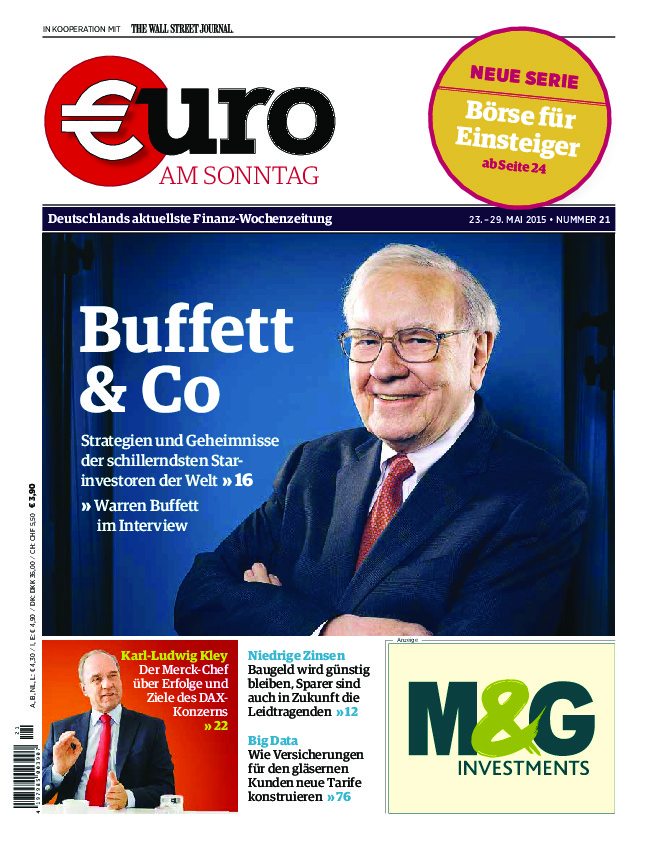 IN KOOPERATION MIT THE WALL STREET JOURNAL.
€uro
AM SONNTAG
NEUE SERIE
Börse für
Einsteiger
ab Seite 24
Deutschlands aktuellste Finanz-Wochenzeitung 23. – 29. MAI 2015 • NUMMER 21
Buffett
& Co
Strategien und Geheimnisse
der schillerndsten Star-
investoren der Welt » 16
» Warren Buffett
im Interview
A, B, NL, L: € 4,30 / I, E: € 4,90 / DK: DKK 36,00 / CH: CHF 5,50 € 3,90
Karl-Ludwig Kley
Der Merck-Chef
über Erfolge und
Ziele des DAX-
Konzerns
» 22
Niedrige Zinsen
Baugeld wird günstig
bleiben, Sparer sind
auch in Zukunft die
Leidtragenden » 12
Big Data
Wie Versicherungen
für den gläsernen
Kunden neue Tarife
konstruieren » 76
Anzeige
M&G
INVESTMENTS
21